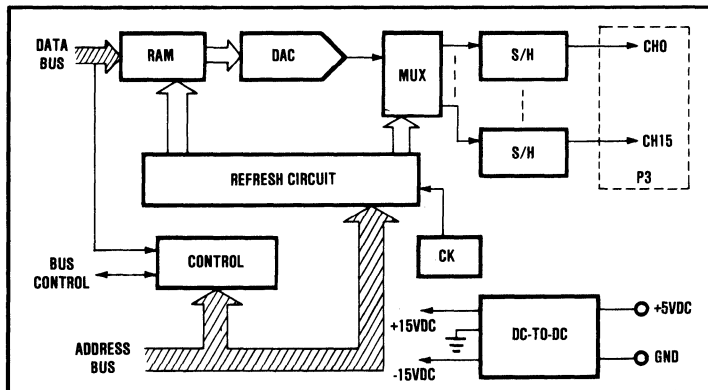 DATA
BUS
RAM
DAC
MUX
S/H
CH0
S/H
CH15
P3
REFRESH CIRCUIT
CK
CONTROL
BUS
CONTROL
ADDRESS
BUS
+15VDC
-15VDC
DC-TO-DC
+5VDC
GND